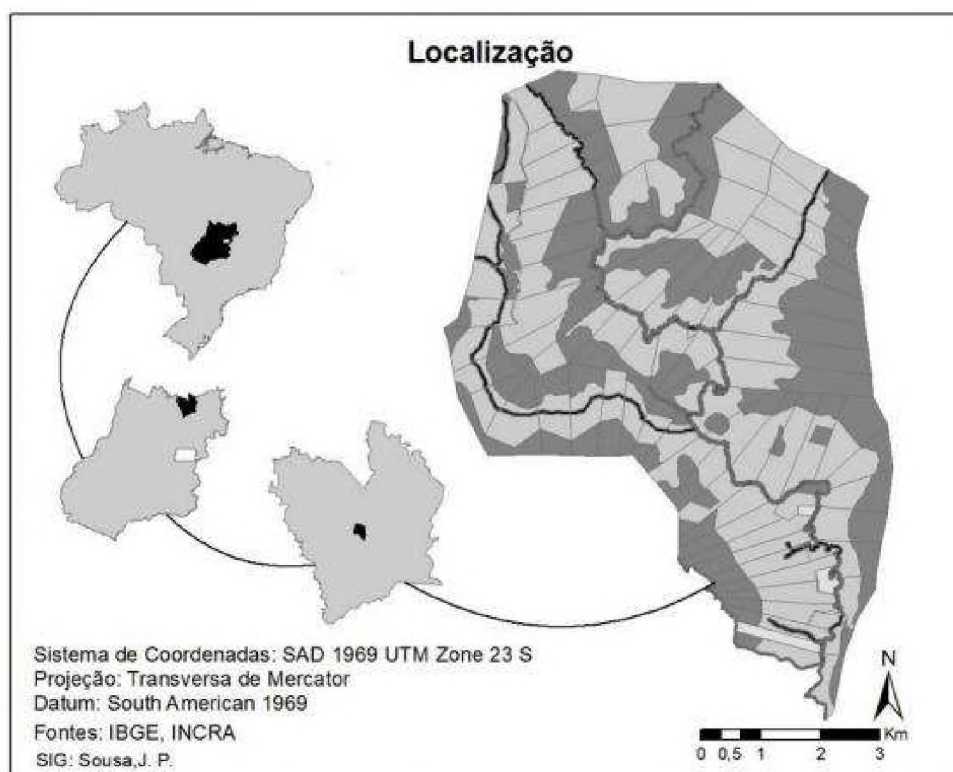 Localização
Sistema de Coordenadas: SAD 1969 UTM Zone 23 S
Projeção: Transversa de Mercator
Datum: South American 1969
Fontes: IBGE, INCRA
SIG: Sousa,J. P.
N
Km
0 0,5 1 2 3